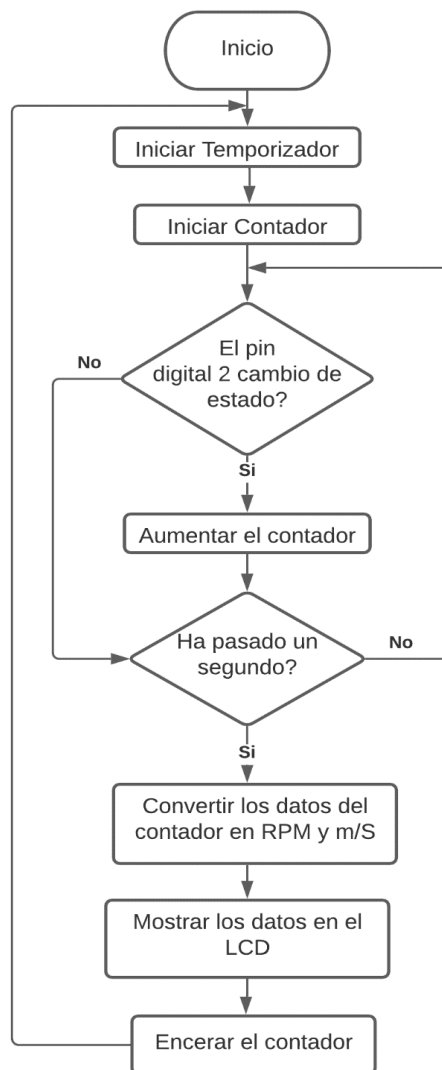 Inicio
Iniciar Temporizador
Iniciar Contador
El pin
digital 2 cambio de
estado?
No
Si
Aumentar el contador
Ha pasado un
segundo?
No
Si
Convertir los datos del
contador en RPM y m/S
Mostrar los datos en el
LCD
Encerar el contador